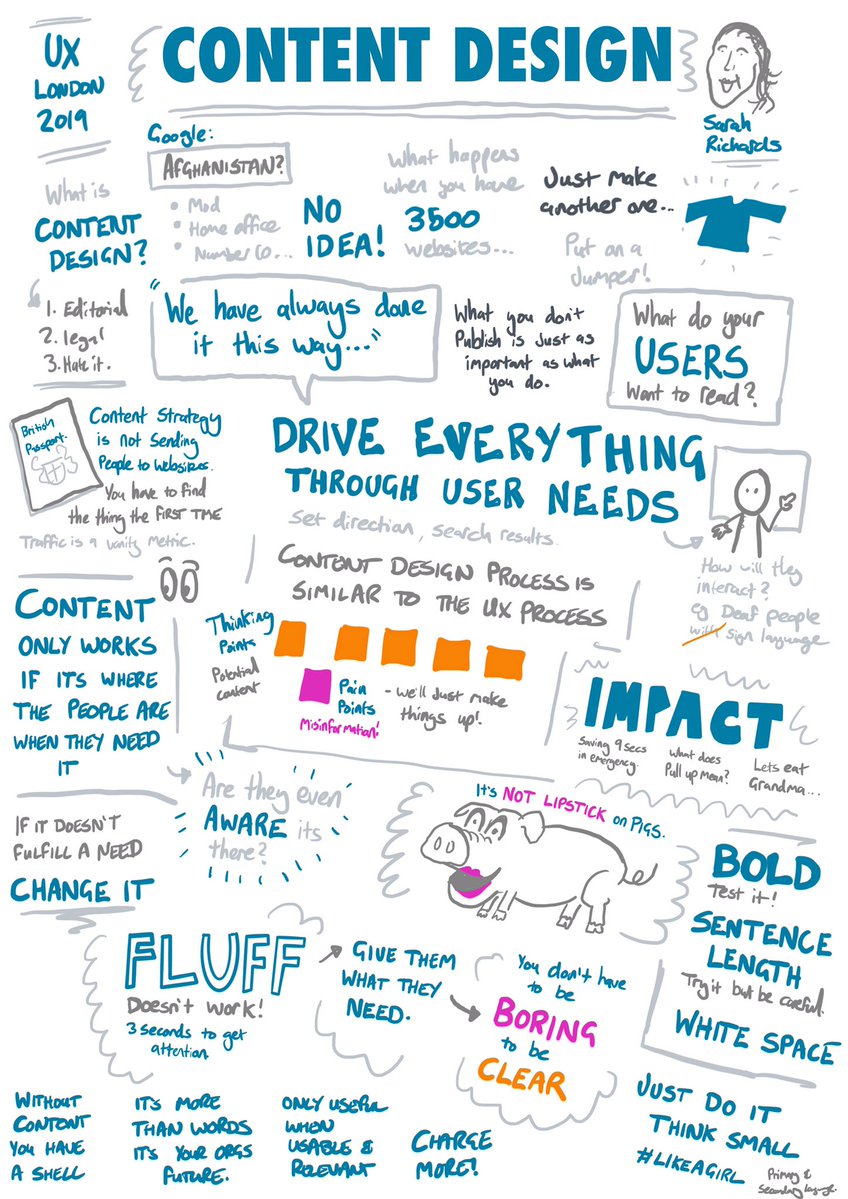 UX
LONDON
2019
CONTENT DESIGN
Sarah
Richards
What is
CONTENT
DESIGN?
1. Editorial
2. legal
3. Hate it.
Google:
AFGHANISTAN?
• Mod
• Home office
• Number 10...
NO
IDEA!
What happens
when you have
3500
websites...
Just make
another one...
Put on a
Jumper!
"We have always done
it this way..."
What you don't
Publish is just as
important as what
you do.
What do your
USERS
want to read?
British
Passport.
Content Strategy
is not sending
People to websites.
You have to find
the thing the FIRST TIME
Traffic is a vanity metric.
DRIVE EVERYTHING
THROUGH USER NEEDS
Set direction, search results.
How will they
interact?
eg Deaf people
with sign language
CONTENT DESIGN PROCESS IS
SIMILAR TO THE UX PROCESS
Thinking
Points
Potential
content
Pain
Points
Misinformation!
- we'll Just make
things up!.
CONTENT
ONLY WORKS
IF ITS WHERE
THE PEOPLE ARE
WHEN THEY NEED
IT
IMPACT
Saving 9 secs
in emergency.
What does
Pull up mean?
Lets eat
Grandma...
Are they even
AWARE its
there?
IF IT DOESN'T
FULFILL A NEED
CHANGE IT
It's NOT LIPSTICK on PIGS.
BOLD
Test it!
SENTENCE
LENGTH
Try it but be careful.
WHITE SPACE
FLUFF
Doesn't work!
3 seconds to get
attention.
GIVE THEM
WHAT THEY
NEED.
You don't have
to be
BORING
to be
CLEAR
WITHOUT
CONTENT
YOU HAVE
A SHELL
IT'S MORE
THAN WORDS
IT'S YOUR ORGS
FUTURE.
ONLY USEFUL
WHEN
USABLE &
RELEVANT
CHARGE
MORE!
JUST DO IT
THINK SMALL
#LIKEAGIRL
Primary &
Secondary language.